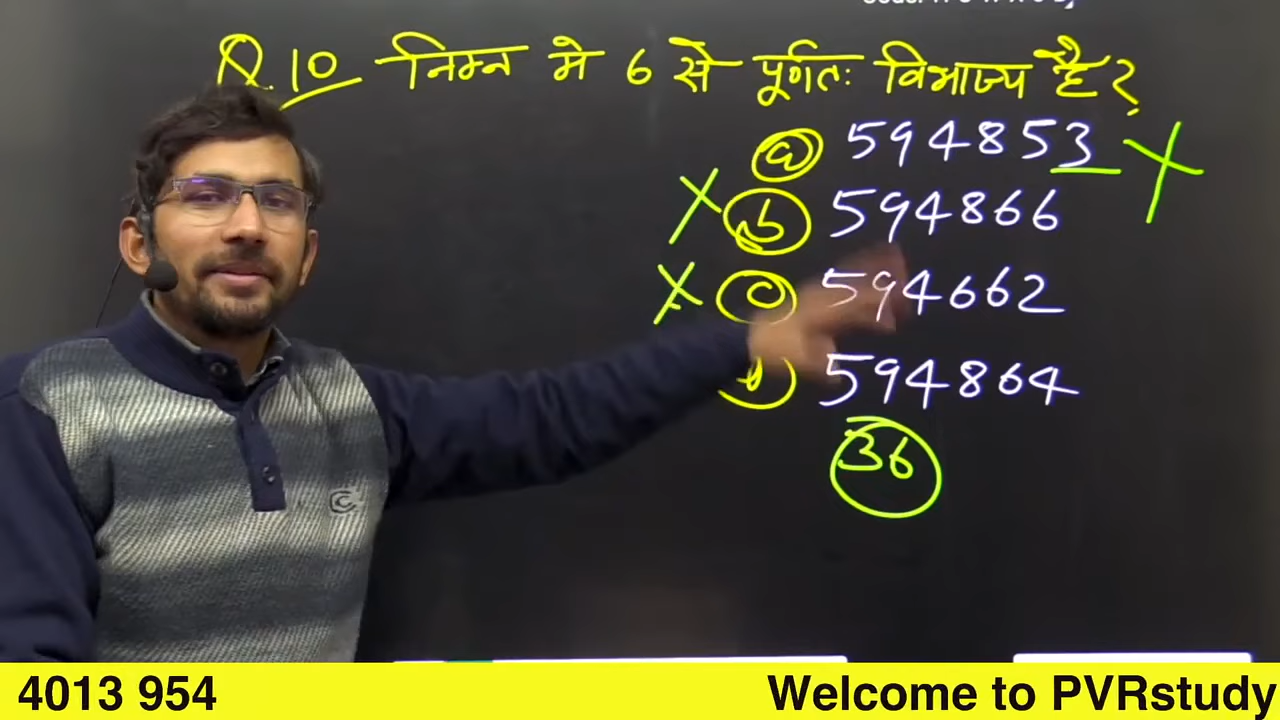 Q.10 निम्न मे 6 से पूर्णतः विभाज्य है?
a 594853 X
X b 594866
X c 594662
594864
36
C
4013 954
Welcome to PVRstudy